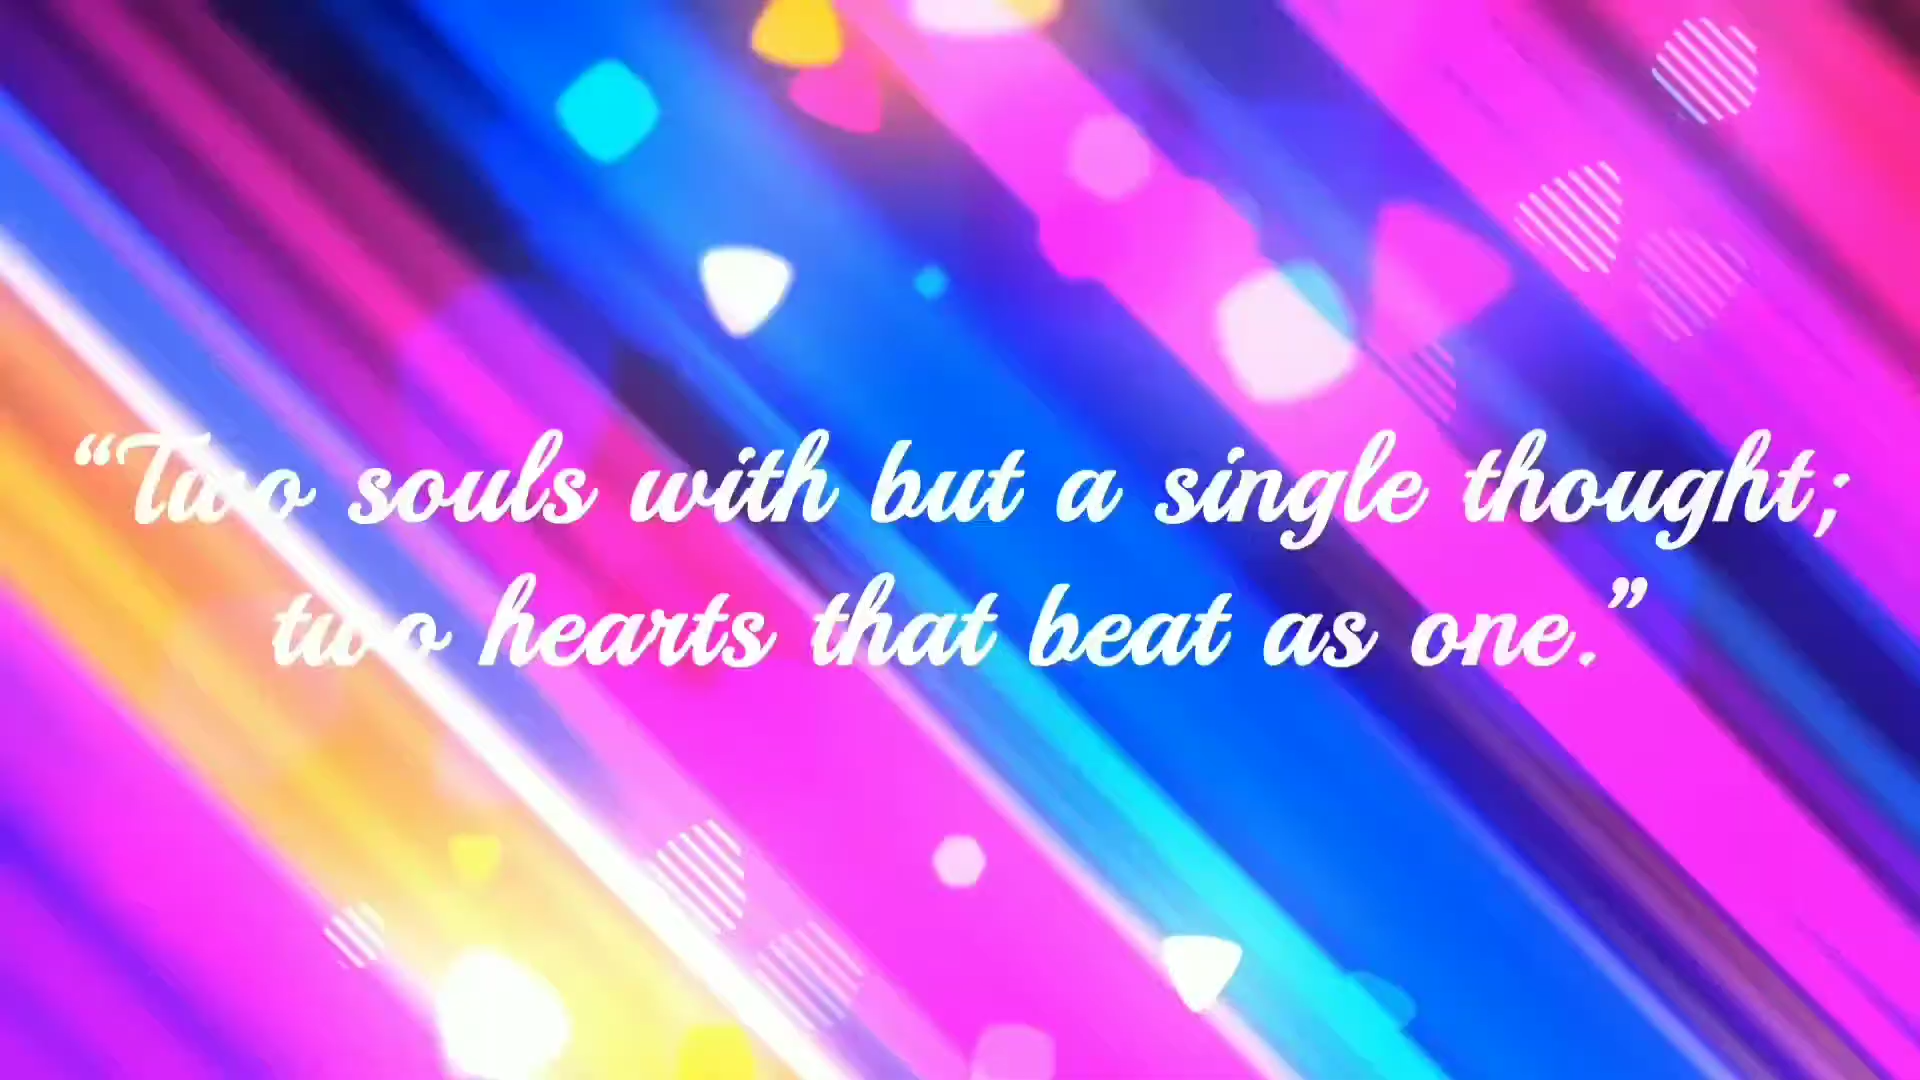 “Two souls with but a single thought;
two hearts that beat as one.”